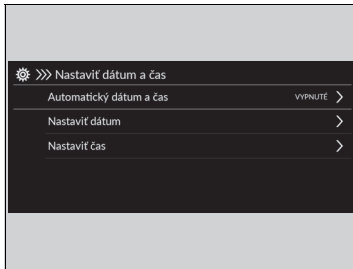 Nastaviť dátum a čas
Automatický dátum a čas VYPNUTÉ
Nastaviť dátum
Nastaviť čas